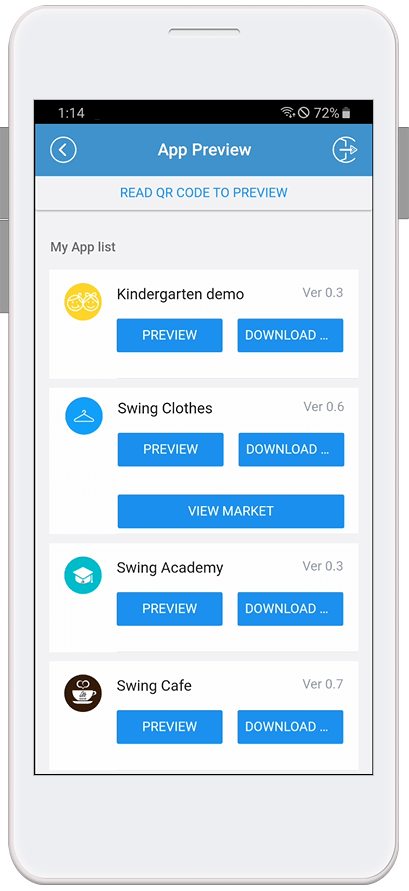 1:14 72%
App Preview
READ QR CODE TO PREVIEW
My App list
Kindergarten demo Ver 0.3
PREVIEW DOWNLOAD ...
Swing Clothes Ver 0.6
PREVIEW DOWNLOAD ...
VIEW MARKET
Swing Academy Ver 0.3
PREVIEW DOWNLOAD ...
Swing Cafe Ver 0.7
PREVIEW DOWNLOAD ...